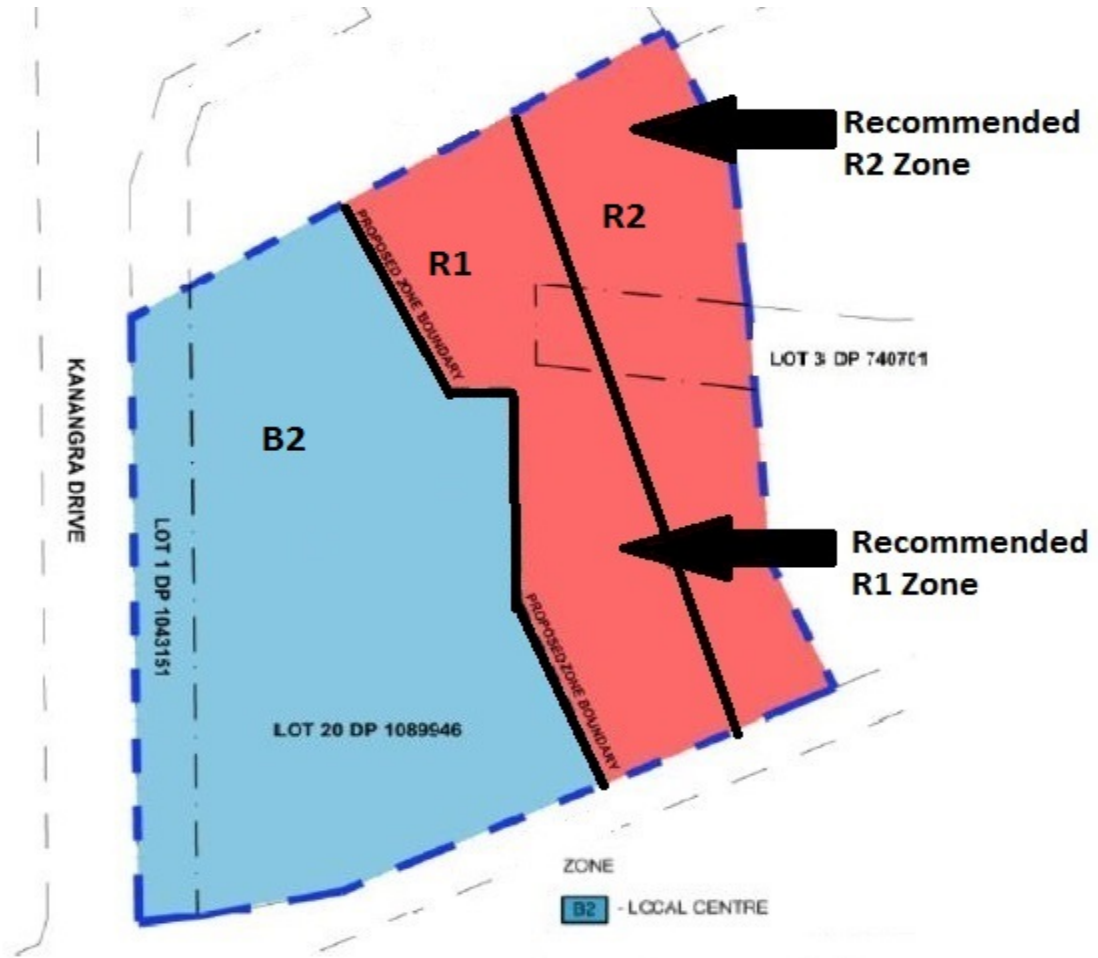 Recommended
R2 Zone
R2
R1
PROPOSED ZONE BOUNDARY
LOT 3 DP 740701
KANANGRA DRIVE
B2
LOT 1 DP 1043151
Recommended
R1 Zone
PROPOSED ZONE BOUNDARY
LOT 20 DP 1089946
ZONE
B2 - LOCAL CENTRE